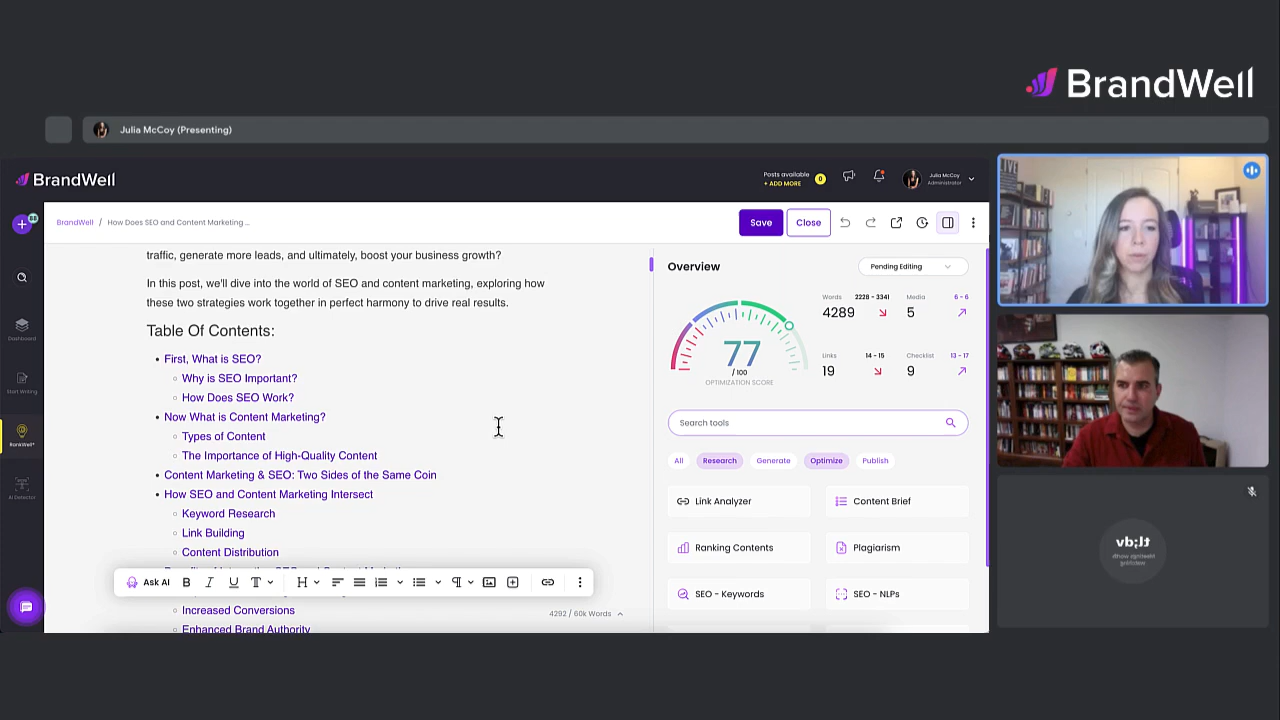 BrandWell
Julia McCoy (Presenting)
BrandWell
Posts available
+ ADD MORE
0
Julia McCoy
Administrator
BrandWell / How Does SEO and Content Marketing ...
Save
Close
Dashboard
Start Writing
RankWell®
AI Detector
traffic, generate more leads, and ultimately, boost your business growth?
In this post, we'll dive into the world of SEO and content marketing, exploring how
these two strategies work together in perfect harmony to drive real results.
Table Of Contents:
• First, What is SEO?
○ Why is SEO Important?
○ How Does SEO Work?
• Now What is Content Marketing?
○ Types of Content
○ The Importance of High-Quality Content
• Content Marketing & SEO: Two Sides of the Same Coin
• How SEO and Content Marketing Intersect
○ Keyword Research
○ Link Building
○ Content Distribution
Ask AI B I U T H
Increased Conversions
○ Enhanced Brand Authority
4292 / 60k Words
Overview
Pending Editing
77
/ 100
OPTIMIZATION SCORE
Words 2228 - 3341
4289
Media 6 - 6
5
Links 14 - 15
19
Checklist 13 - 17
9
Search tools
All Research Generate Optimize Publish
Link Analyzer
Content Brief
Ranking Contents
Plagiarism
SEO - Keywords
SEO - NLPs
LIVE